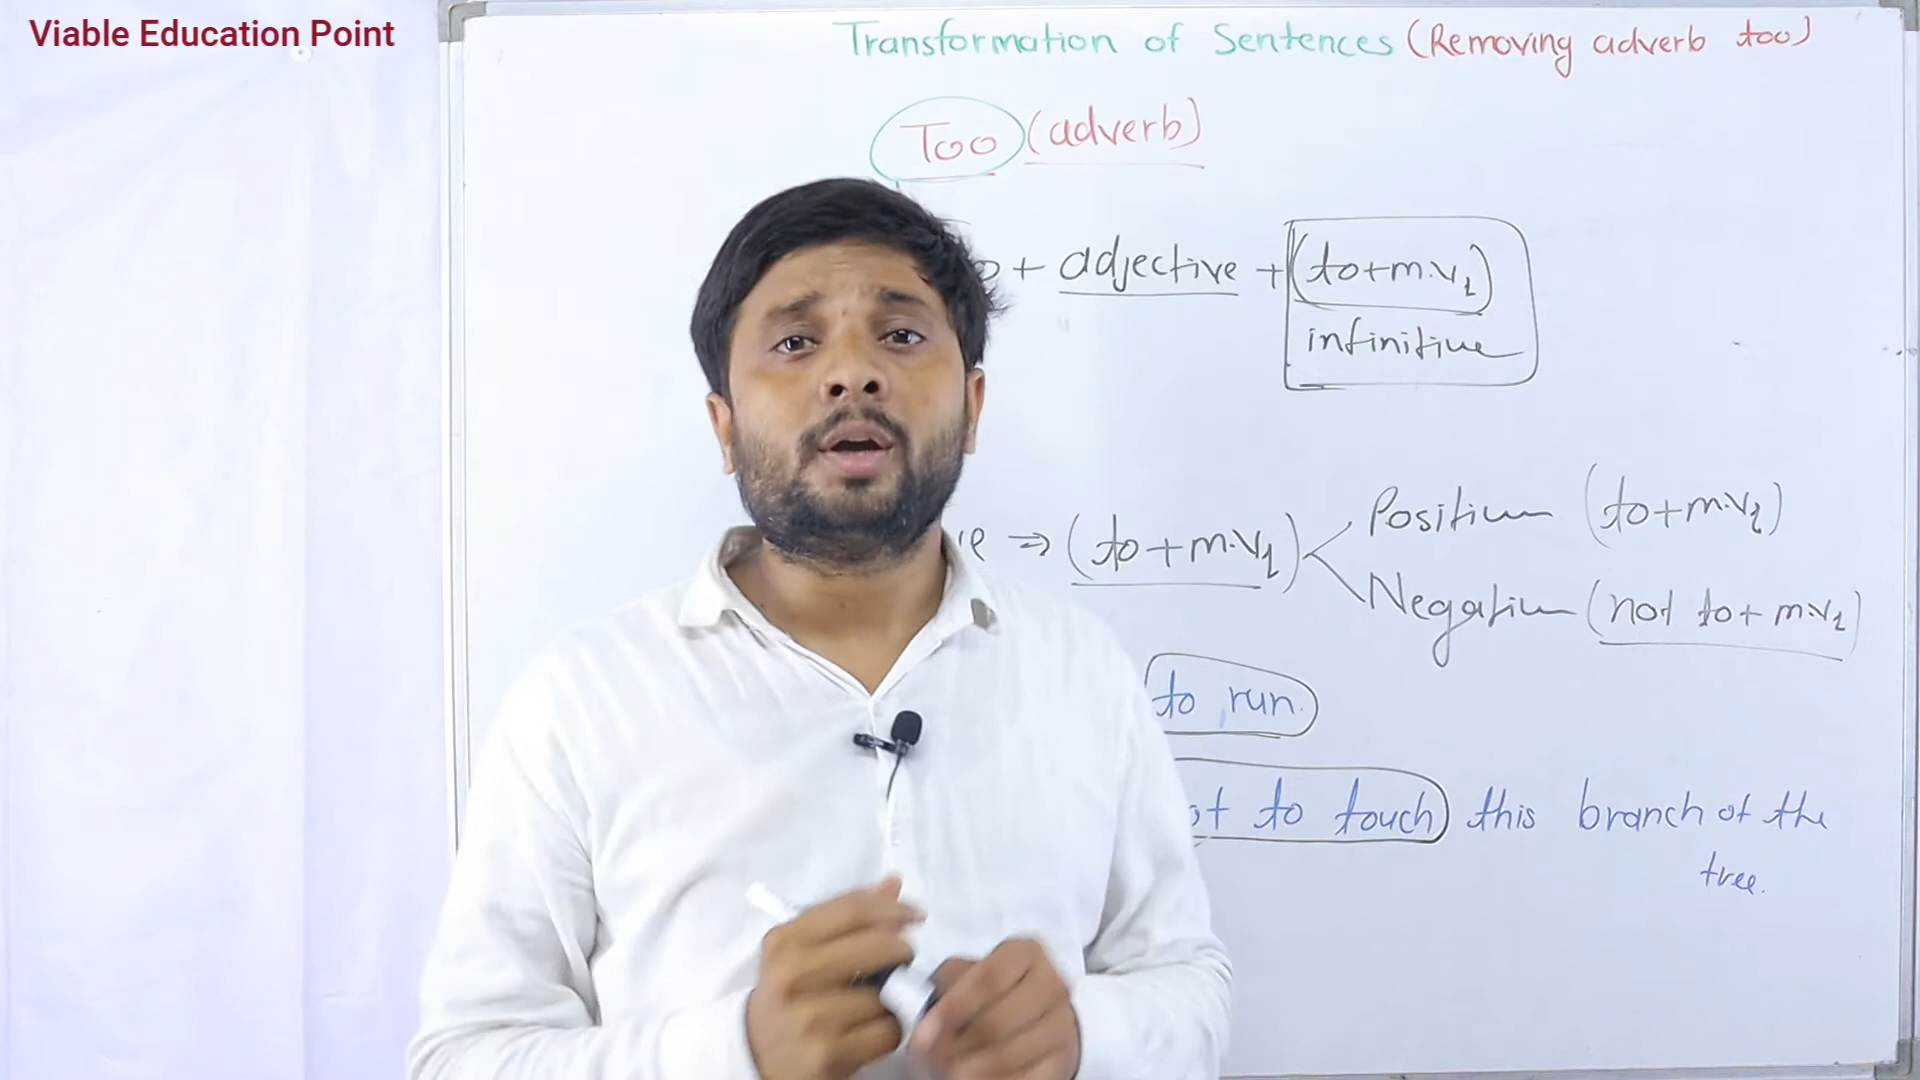 Viable Education Point
Transformation of Sentences (Removing adverb too)
Too (adverb)
+ adjective + (to+m.v1)
infinitive
⇒ (to+m.v1) < Positive (to+m.v1)
Negative (not to+m.v1)
to run.
to touch this branch of the
tree.